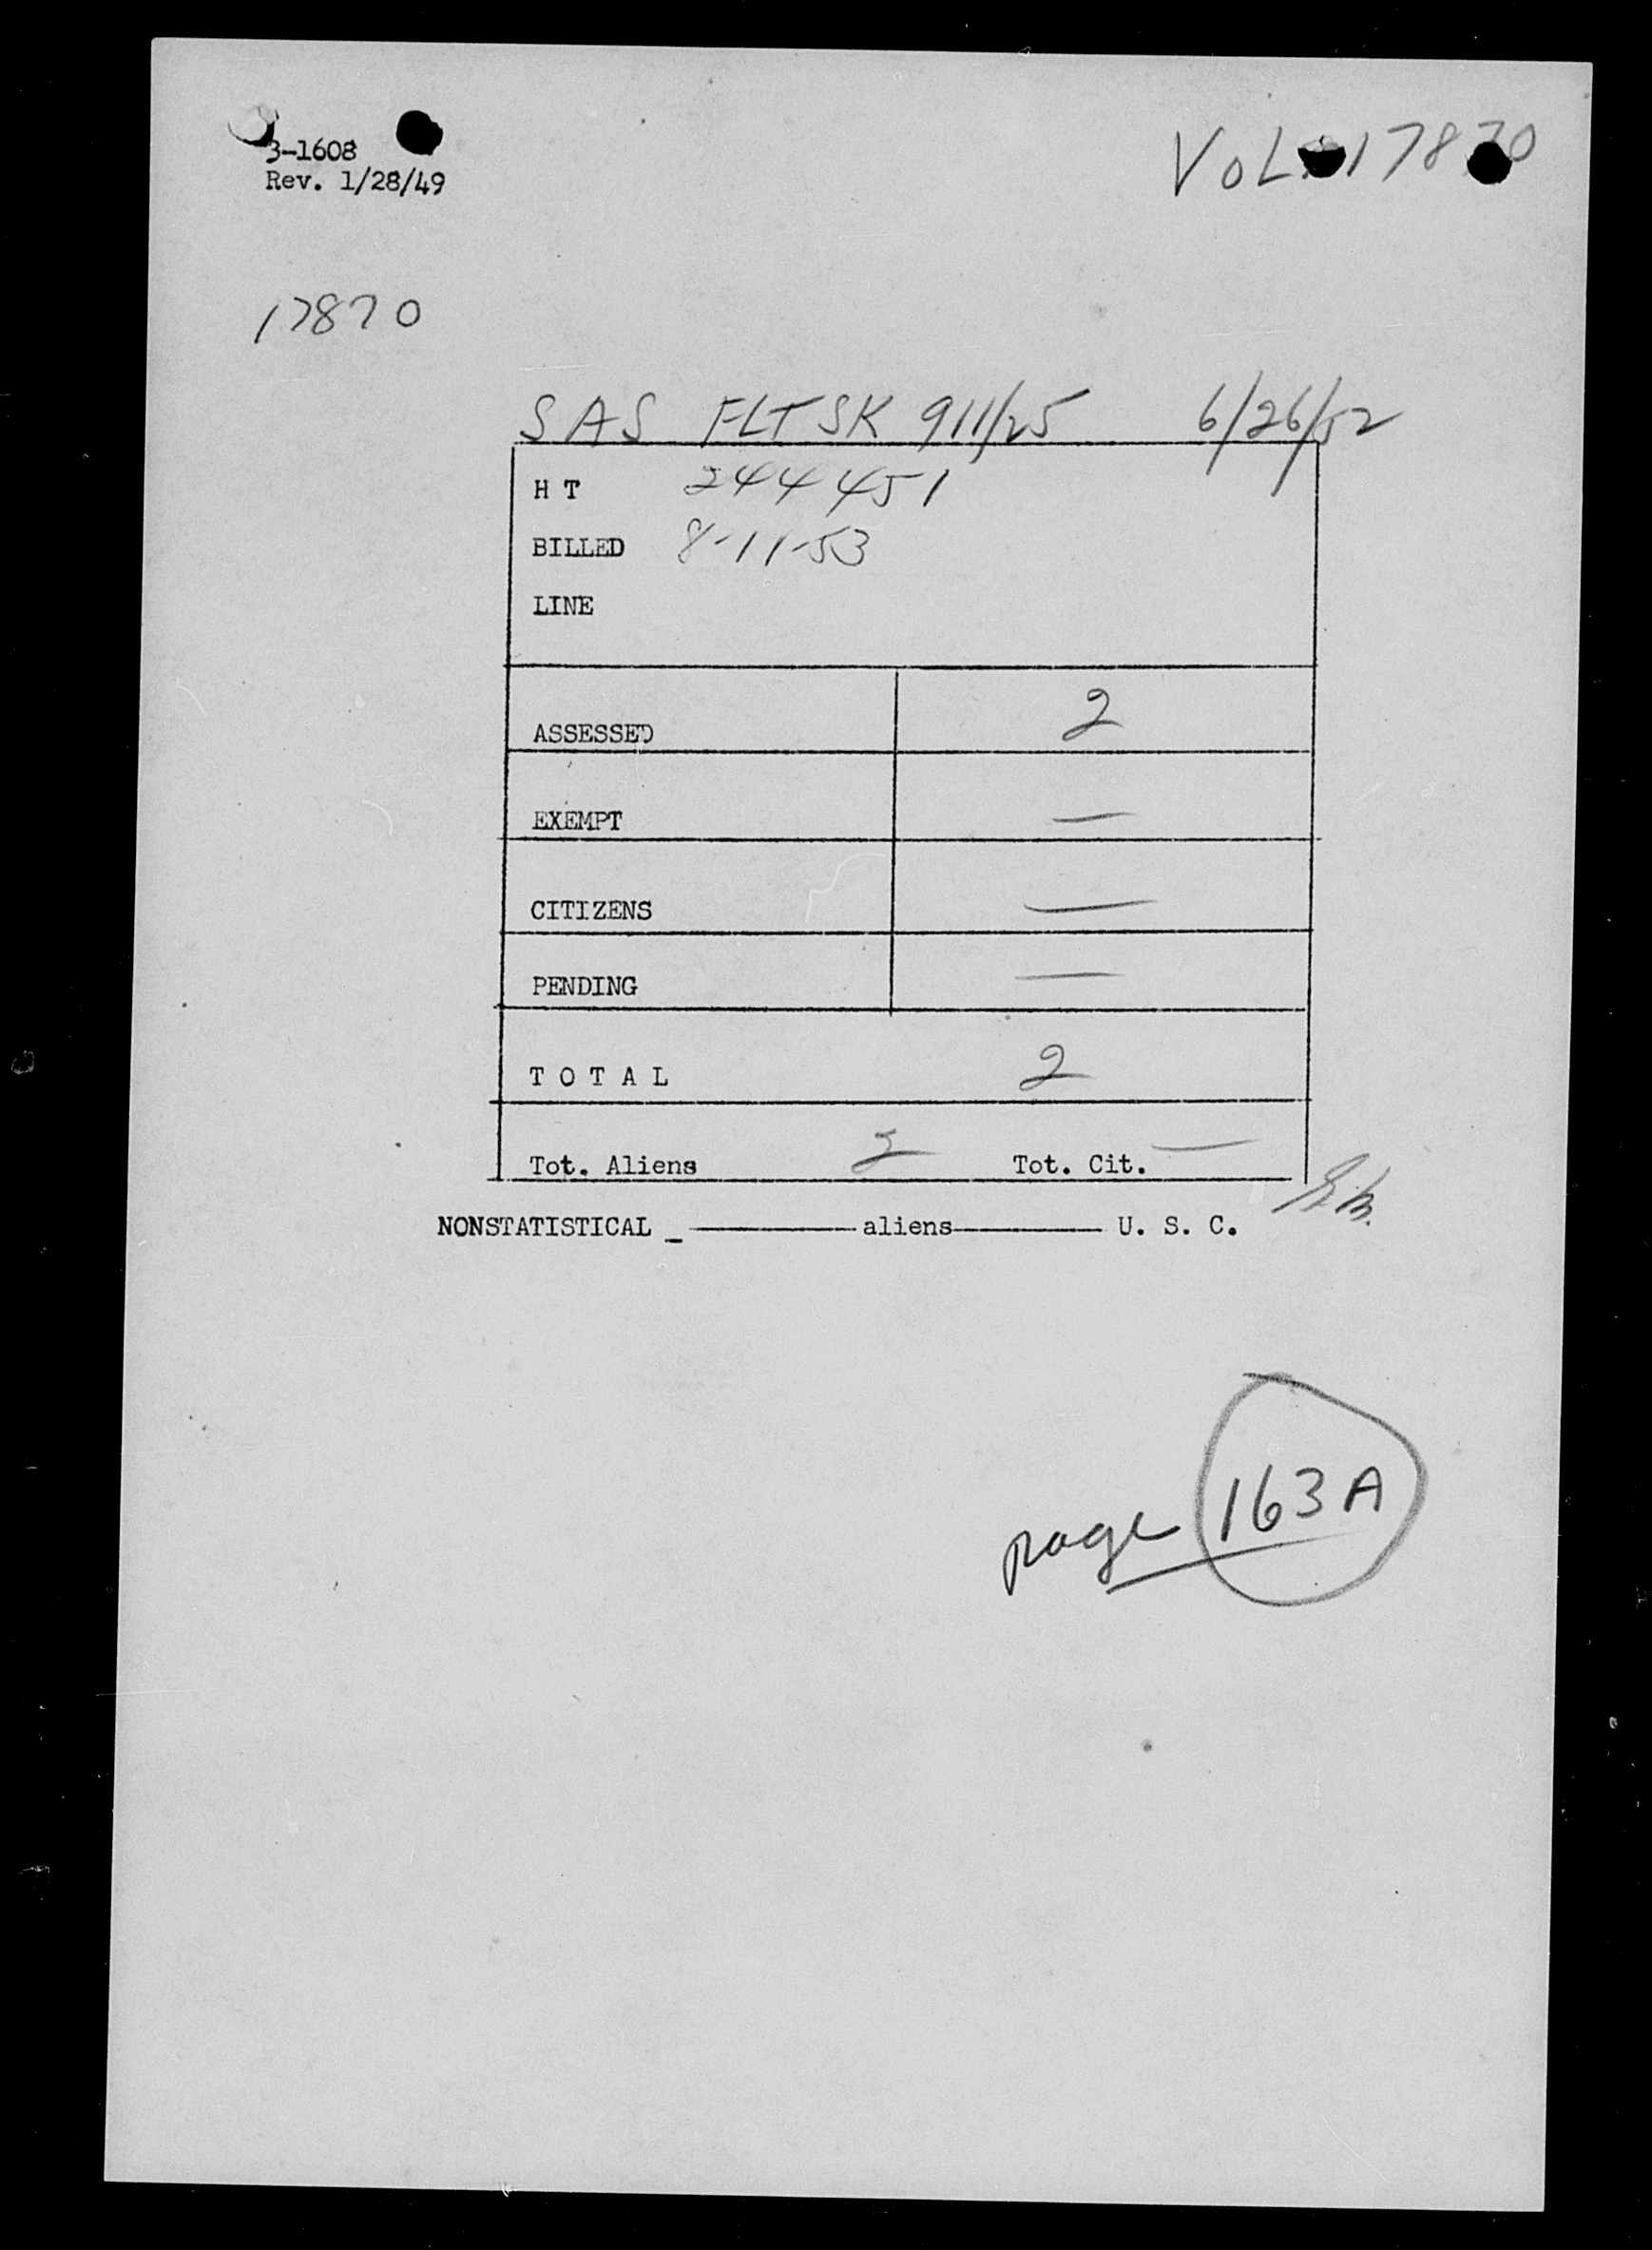 3-1608
Rev. 1/28/49
VOL. 17870
17870
SAS FLT SK 911/25 6/26/52
H T 244451
BILLED 8-11-53
LINE
ASSESSED 2
EXEMPT —
CITIZENS —
PENDING —
T O T A L 2
Tot. Aliens 2 Tot. Cit. —
NONSTATISTICAL _ ———— aliens ———— U. S. C.
page 163A